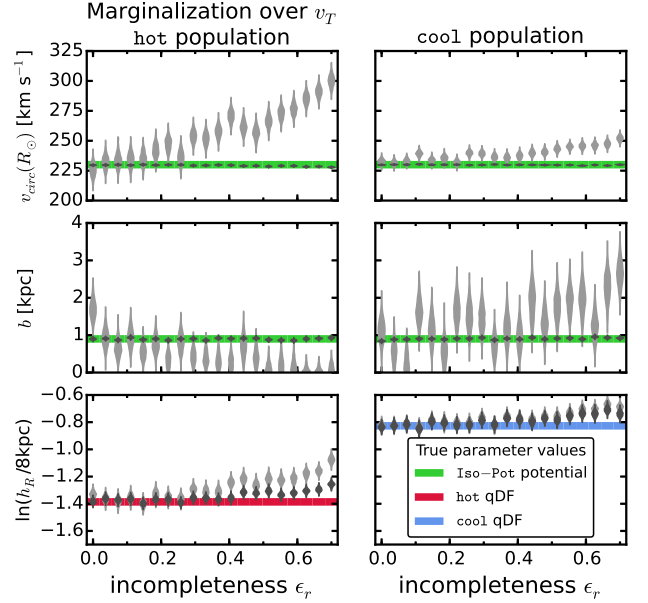 Marginalization over v_T
hot population
cool population
v_circ(R_⊙) [km s⁻¹]
325
300
275
250
225
200
b [kpc]
4
3
2
1
0
ln(h_R/8kpc)
−0.6
−0.8
−1.0
−1.2
−1.4
−1.6
0.0 0.2 0.4 0.6
0.0 0.2 0.4 0.6
True parameter values
Iso−Pot potential
hot qDF
cool qDF
incompleteness ϵ_r
incompleteness ϵ_r